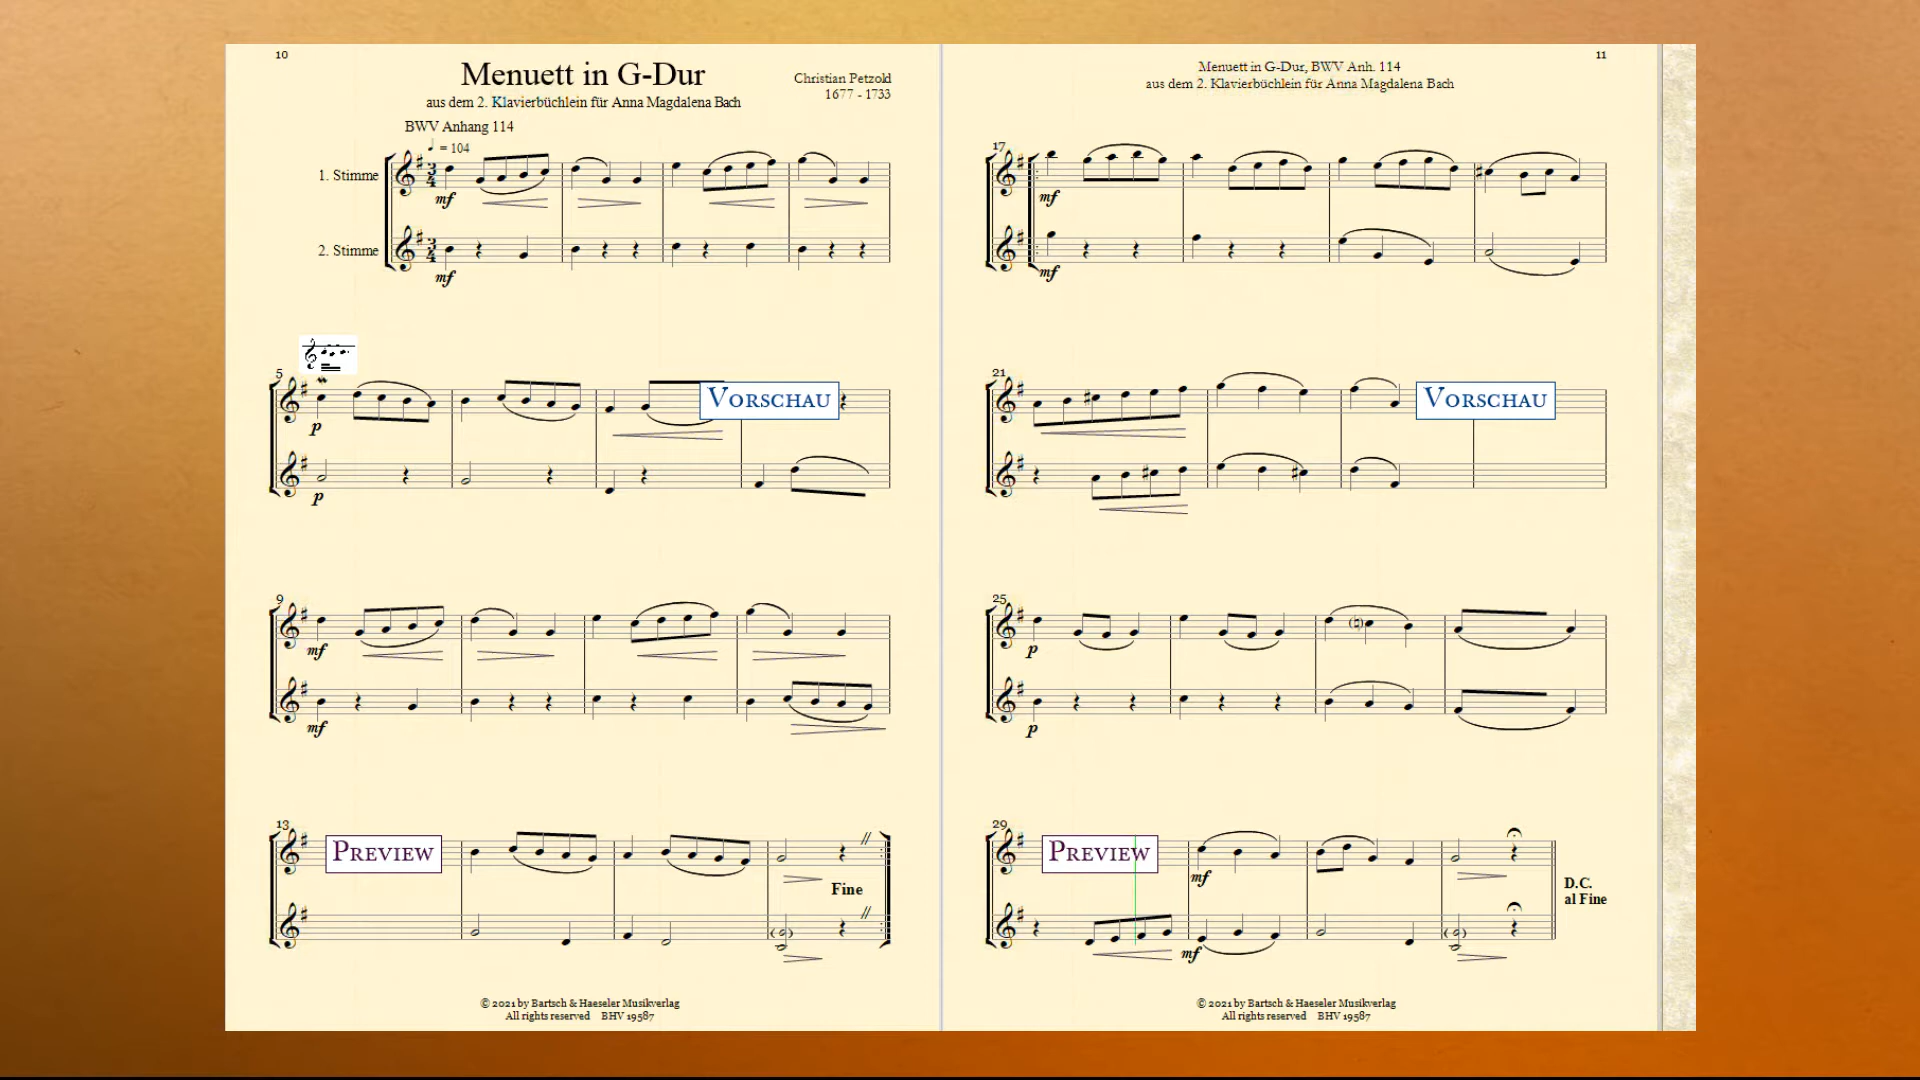 10
Menuett in G-Dur
Christian Petzold
1677 - 1733
aus dem 2. Klavierbüchlein für Anna Magdalena Bach
BWV Anhang 114
♩ = 104
1. Stimme
mf
2. Stimme
mf
5
p
VORSCHAU
p
9
mf
mf
13
PREVIEW
Fine
© 2021 by Bartsch & Haeseler Musikverlag
All rights reserved BHV 19587
11
Menuett in G-Dur, BWV Anh. 114
aus dem 2. Klavierbüchlein für Anna Magdalena Bach
17
mf
mf
21
VORSCHAU
25
p
p
29
PREVIEW
mf
D.C.
al Fine
mf
© 2021 by Bartsch & Haeseler Musikverlag
All rights reserved BHV 19587